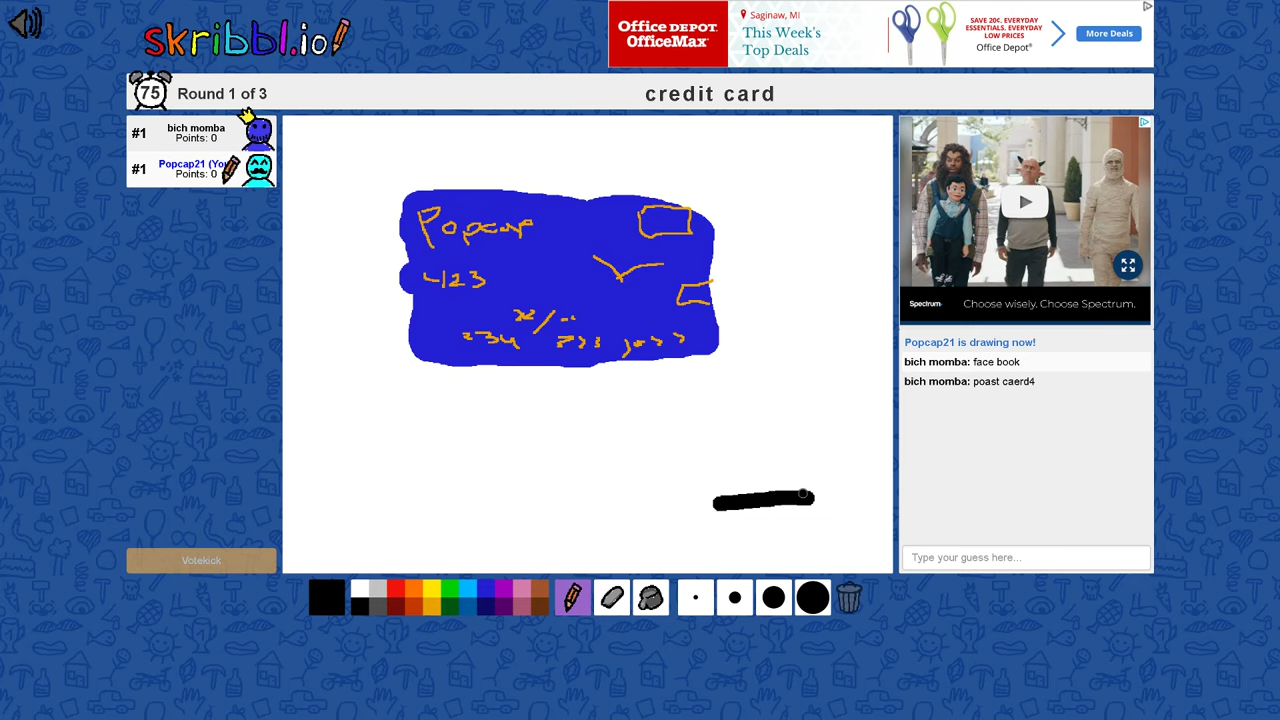 skribbl.io
OFFICE DEPOT
OfficeMax
Saginaw, MI
This Week's
Top Deals
SAVE 20¢. EVERYDAY
ESSENTIALS. EVERYDAY
LOW PRICES
Office Depot
More Deals
75
Round 1 of 3
credit card
#1
bich momba
Points: 0
#1
Popcap21 (You
Points: 0
Popcap
423
Spectrum
Choose wisely. Choose Spectrum.
Popcap21 is drawing now!
bich momba: face book
bich momba: poast caerd4
Votekick
Type your guess here...